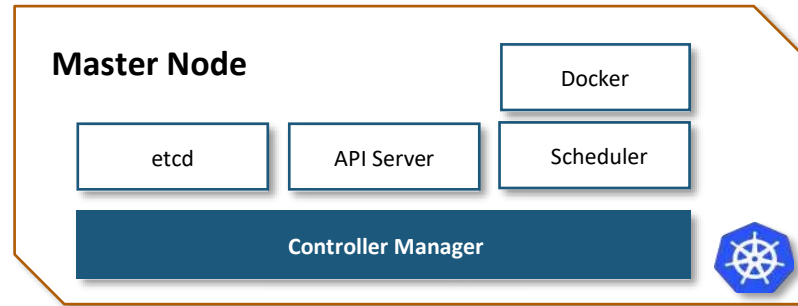 Master Node
Docker
etcd
API Server
Scheduler
Controller Manager